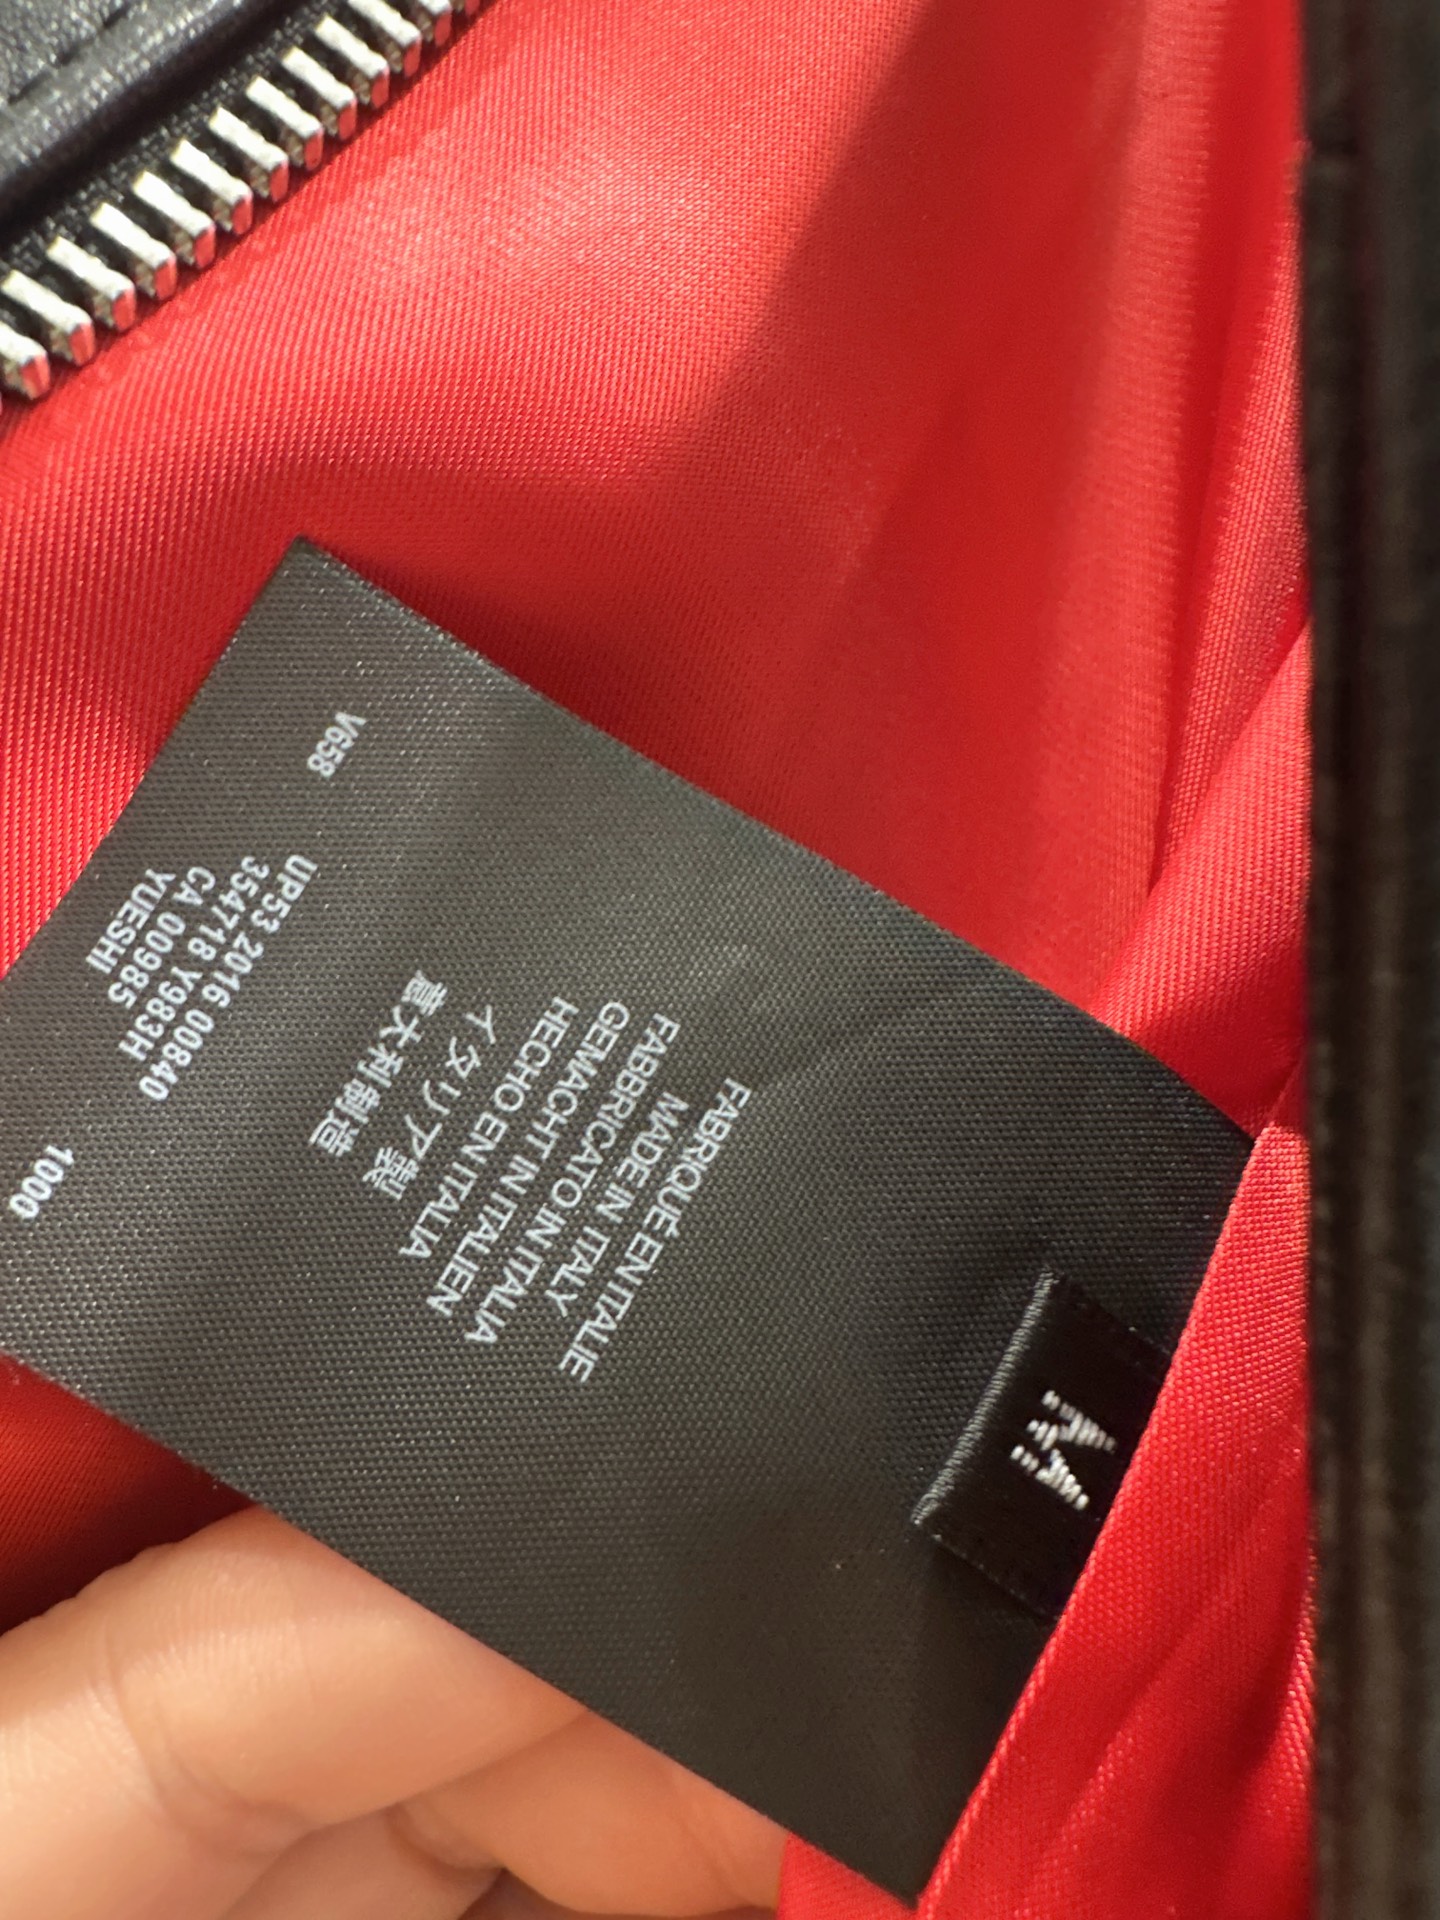 M
FABRIQUÉ EN ITALIE
MADE IN ITALY
FABBRICATO IN ITALIA
GEMACHT IN ITALIEN
HECHO EN ITALIA
イタリア製
意大利制造
UP53 2016 00840
354718 Y983H
CA 00985
YUESHI
V658
1000